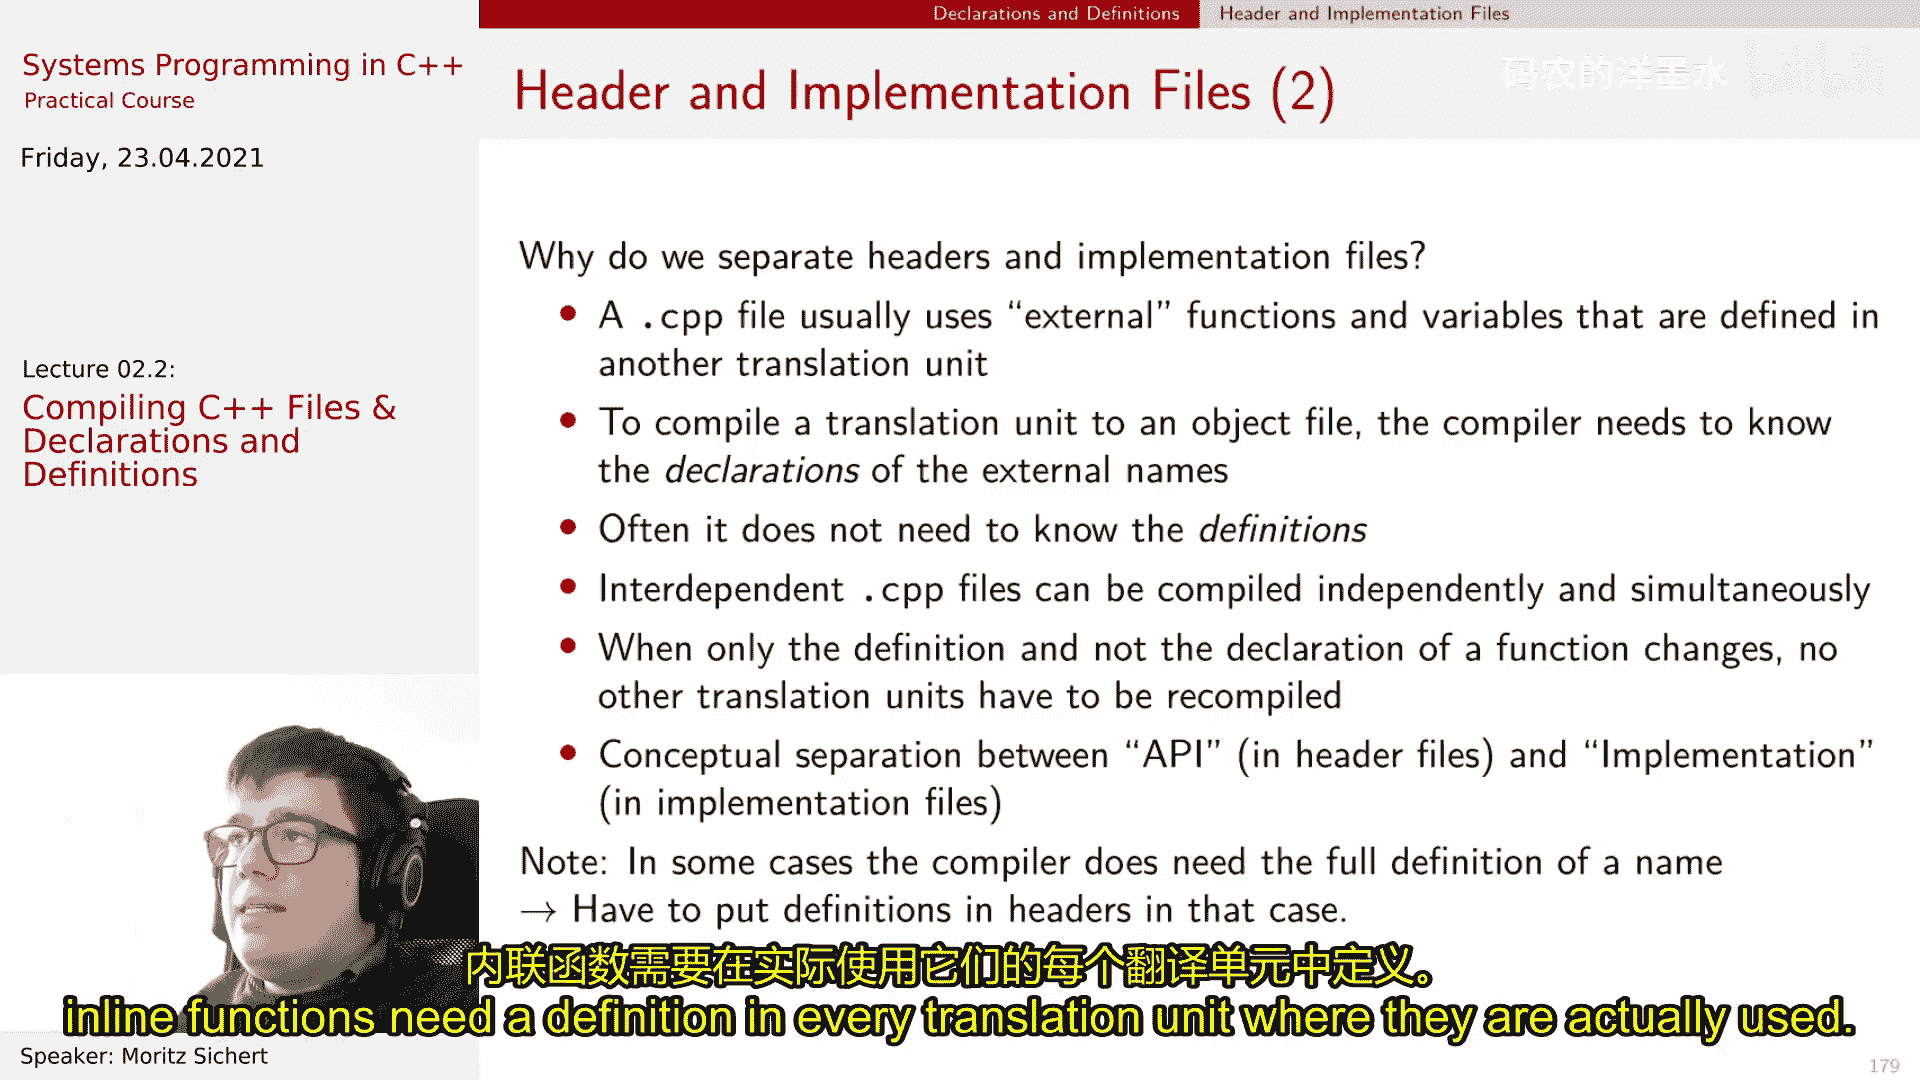 Declarations and Definitions
Header and Implementation Files
Systems Programming in C++
Practical Course
Friday, 23.04.2021
Header and Implementation Files (2)
码农的洋墨水
bilibili
Why do we separate headers and implementation files?
• A .cpp file usually uses “external” functions and variables that are defined in
another translation unit
• To compile a translation unit to an object file, the compiler needs to know
the declarations of the external names
• Often it does not need to know the definitions
• Interdependent .cpp files can be compiled independently and simultaneously
• When only the definition and not the declaration of a function changes, no
other translation units have to be recompiled
• Conceptual separation between “API” (in header files) and “Implementation”
(in implementation files)
Note: In some cases the compiler does need the full definition of a name
→ Have to put definitions in headers in that case.
Lecture 02.2:
Compiling C++ Files &
Declarations and
Definitions
内联函数需要在实际使用它们的每个翻译单元中定义。
inline functions need a definition in every translation unit where they are actually used.
Speaker: Moritz Sichert
179